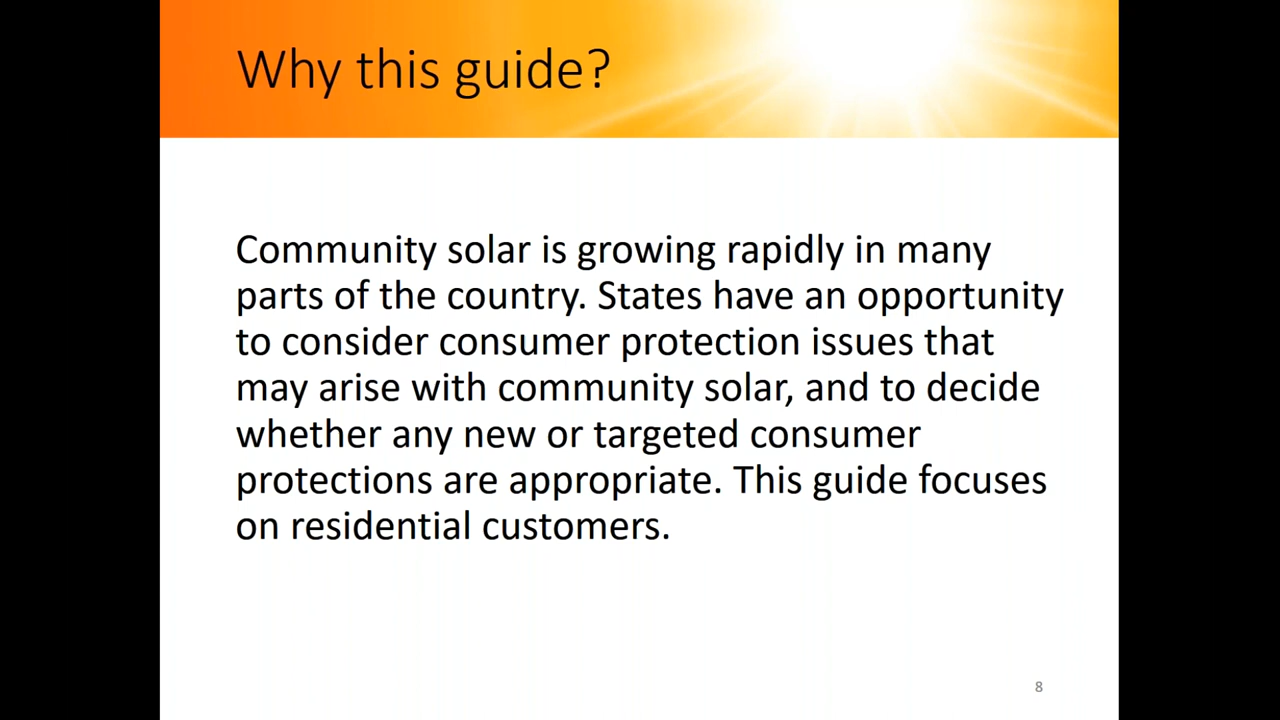 Why this guide?
Community solar is growing rapidly in many
parts of the country. States have an opportunity
to consider consumer protection issues that
may arise with community solar, and to decide
whether any new or targeted consumer
protections are appropriate. This guide focuses
on residential customers.
8